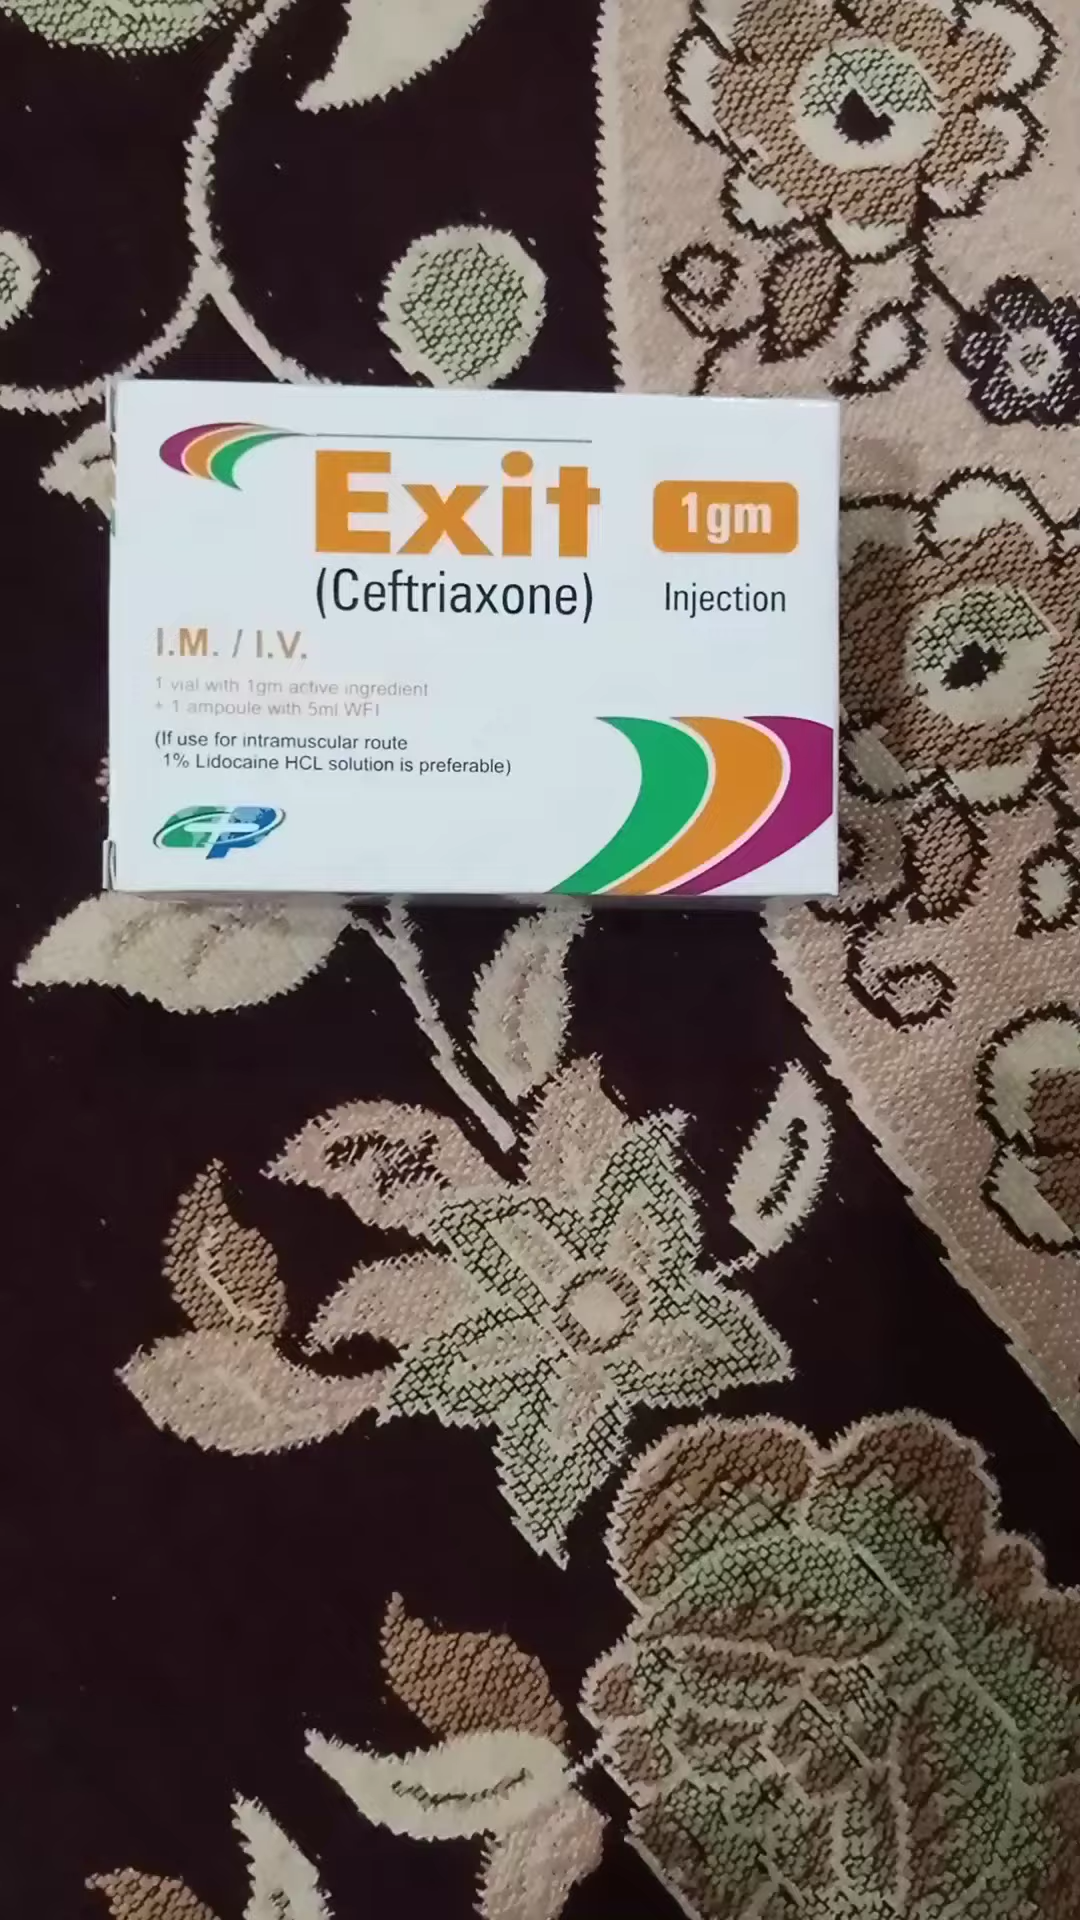 Exit 1gm
(Ceftriaxone) Injection
I.M. / I.V.
1 vial with 1gm active ingredient
+ 1 ampoule with 5ml WFI
(If use for intramuscular route
1% Lidocaine HCL solution is preferable)